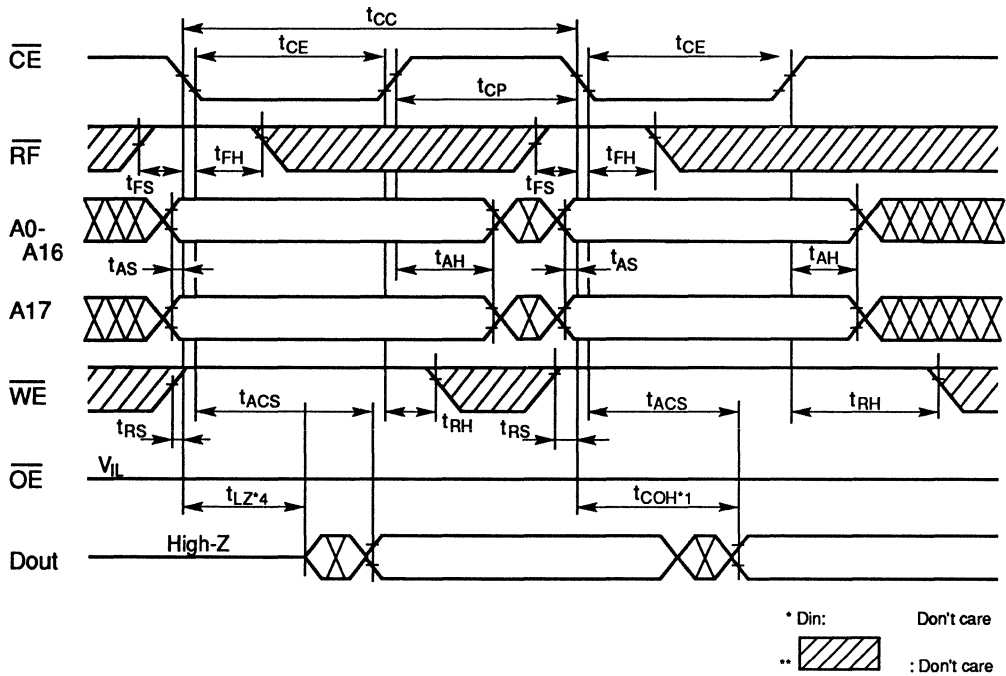 tCC
CE
tCE
tCE
tCP
RF
tFS
tFH
tFS
tFH
A0-
A16
tAS
tAH
tAS
tAH
A17
WE
tACS
tRS
tRH
tRS
tACS
tRH
OE
VIL
tLZ*4
tCOH*1
Dout
High-Z
* Din: Don't care
** : Don't care